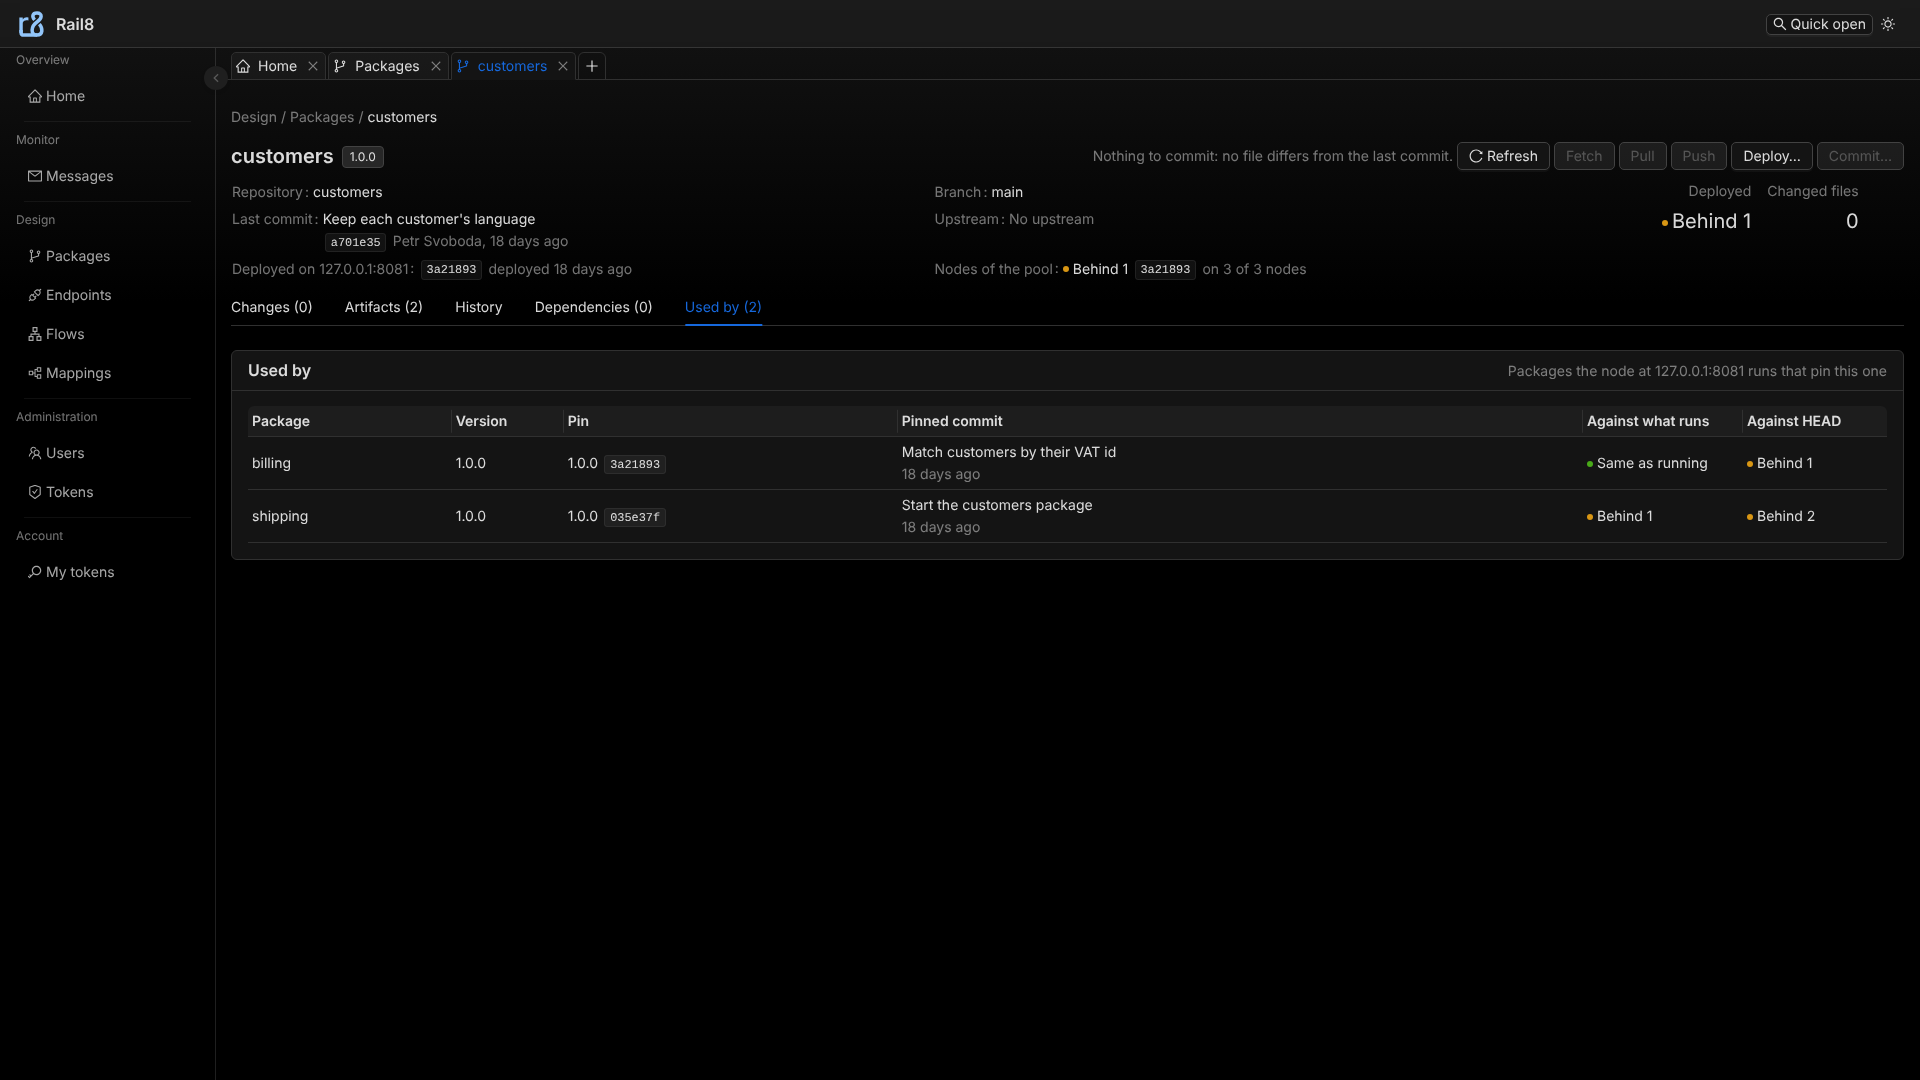 Rail8
Quick open
Overview
Home
Monitor
Messages
Design
Packages
Endpoints
Flows
Mappings
Administration
Users
Tokens
Account
My tokens
Home
Packages
customers
Design / Packages / customers
customers 1.0.0
Nothing to commit: no file differs from the last commit.
Refresh
Fetch
Pull
Push
Deploy...
Commit...
Repository: customers
Branch: main
Deployed
Behind 1
Changed files
0
Last commit: Keep each customer's language
a701e35 Petr Svoboda, 18 days ago
Upstream: No upstream
Deployed on 127.0.0.1:8081: 3a21893 deployed 18 days ago
Nodes of the pool: Behind 1 3a21893 on 3 of 3 nodes
Changes (0)
Artifacts (2)
History
Dependencies (0)
Used by (2)
Used by
Packages the node at 127.0.0.1:8081 runs that pin this one
Package Version Pin Pinned commit Against what runs Against HEAD
billing 1.0.0 1.0.0 3a21893 Match customers by their VAT id Same as running Behind 1
18 days ago
shipping 1.0.0 1.0.0 035e37f Start the customers package Behind 1 Behind 2
18 days ago